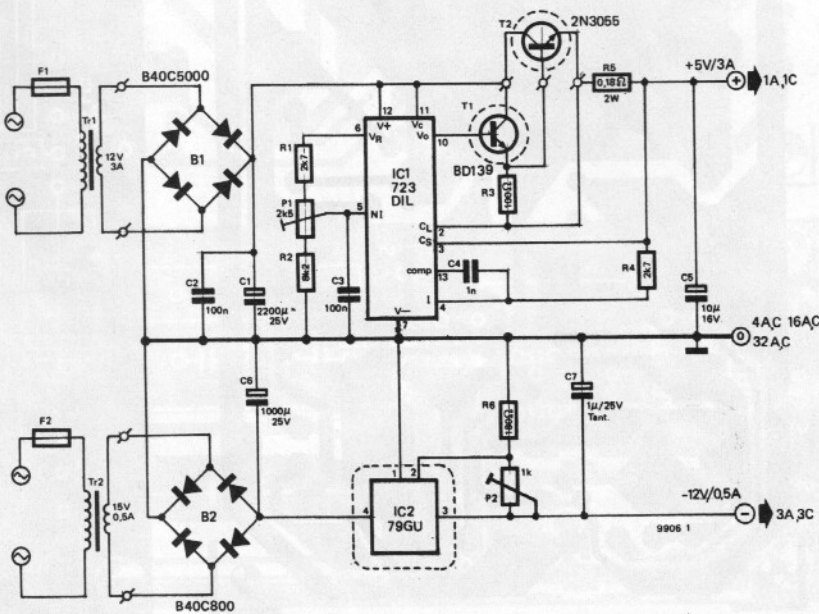 T2
2N3055
F1
B40C5000
R5
0,18Ω
2W
+5V/3A
+
1A,1C
Tr1
12V
3A
B1
12
V+
11
VC
6
VR
Vo
10
T1
BD139
R1
2k7
IC1
723
DIL
P1
2k5
5
NI
R3
100Ω
CL
2
CS
3
R2
8k2
comp
13
C4
1n
R4
2k7
I
4
C2
100n
C1
2200µ
25V
C3
100n
C5
10µ
16V.
V–
7
4A,C 16A,C
0
32A,C
C6
1000µ
25V
C7
1µ/25V
Tant.
R6
180Ω
F2
Tr2
15V
0,5A
B2
B40C800
1
2
IC2
79GU
4
3
1k
P2
-12V/0,5A
–
3A,3C
9906 1